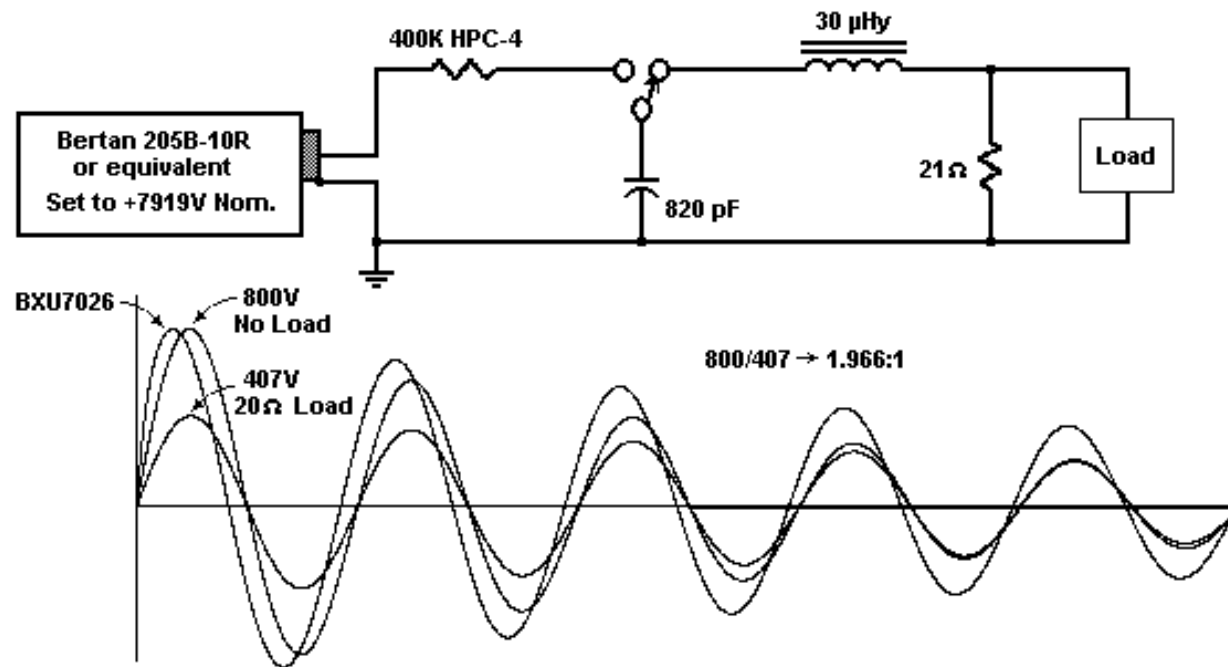 30 µHy
400K HPC-4
Bertan 205B-10R
or equivalent
Set to +7919V Nom.
21Ω
Load
820 pF
BXU7026
800V
No Load
800/407 → 1.966:1
407V
20Ω Load